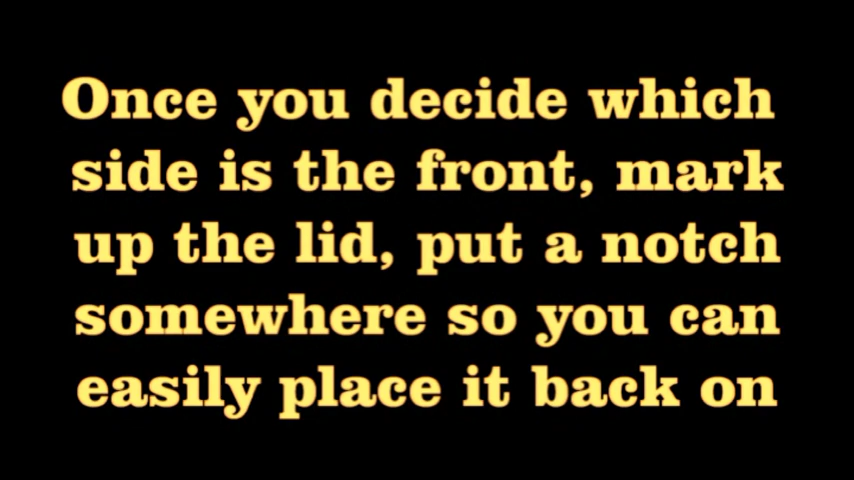 Once you decide which
side is the front, mark
up the lid, put a notch
somewhere so you can
easily place it back on